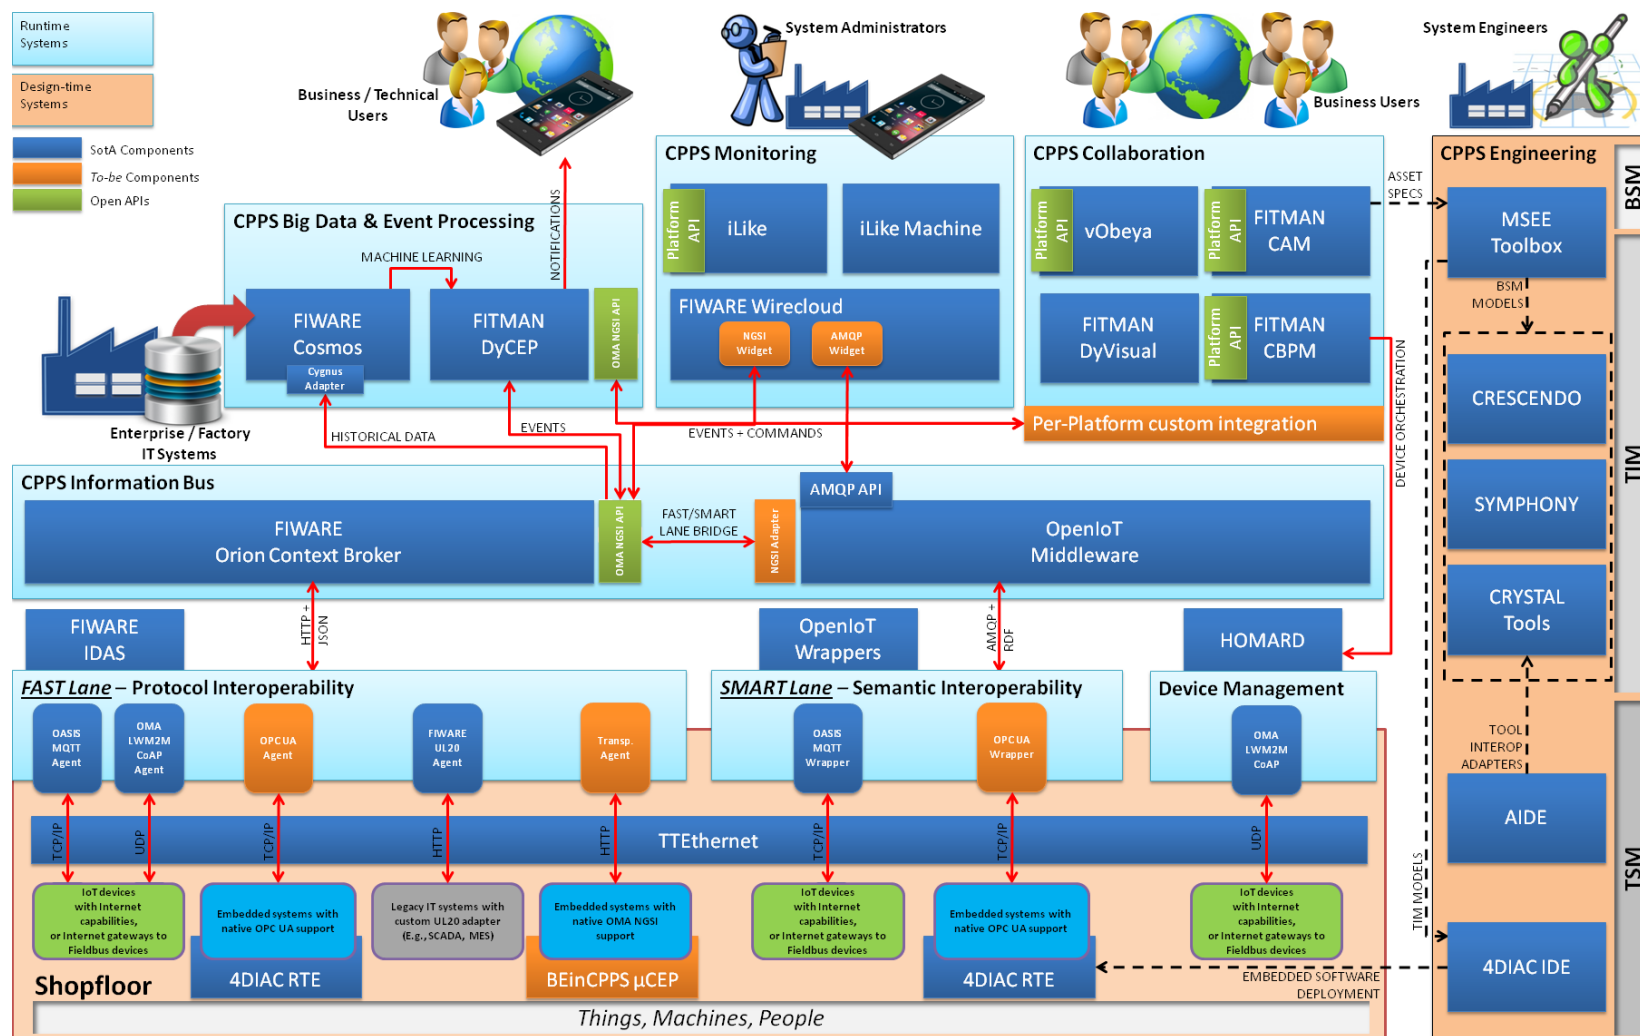 Runtime
Systems
Design-time
Systems
SotA Components
To-be Components
Open APIs
Business / Technical
Users
System Administrators
Business Users
System Engineers
CPPS Big Data & Event Processing
MACHINE LEARNING
NOTIFICATIONS
FIWARE
Cosmos
Cygnus
Adapter
FITMAN
DyCEP
OMA NGSI API
Enterprise / Factory
IT Systems
HISTORICAL DATA
EVENTS
CPPS Monitoring
Platform
API
iLike
iLike Machine
FIWARE Wirecloud
NGSI
Widget
AMQP
Widget
EVENTS + COMMANDS
CPPS Collaboration
Platform
API
vObeya
Platform
API
FITMAN
CAM
FITMAN
DyVisual
Platform
API
FITMAN
CBPM
Per-Platform custom integration
DEVICE ORCHESTRATION
ASSET
SPECS
CPPS Engineering
MSEE
Toolbox
BSM
MODELS
CRESCENDO
SYMPHONY
CRYSTAL
Tools
TOOL
INTEROP
ADAPTERS
AIDE
TIM MODELS
4DIAC IDE
BSM
TIM
TSM
CPPS Information Bus
FIWARE
Orion Context Broker
OMA NGSI API
FAST/SMART
LANE BRIDGE
NGSI Adapter
AMQP API
OpenIoT
Middleware
FIWARE
IDAS
HTTP +
JSON
OpenIoT
Wrappers
AMQP +
RDF
HOMARD
FAST Lane – Protocol Interoperability
OASIS
MQTT
Agent
OMA
LWM2M
CoAP
Agent
OPC UA
Agent
FIWARE
UL20
Agent
Transp.
Agent
SMART Lane – Semantic Interoperability
OASIS
MQTT
Wrapper
OPC UA
Wrapper
Device Management
OMA
LWM2M
CoAP
TTEthernet
TCP/IP
UDP
TCP/IP
HTTP
HTTP
TCP/IP
TCP/IP
UDP
IoT devices
with Internet
capabilities,
or Internet gateways to
Fieldbus devices
Embedded systems with
native OPC UA support
Legacy IT systems with
custom UL20 adapter
(E.g., SCADA, MES)
Embedded systems with
native OMA NGSI
support
IoT devices
with Internet
capabilities,
or Internet gateways to
Fieldbus devices
Embedded systems with
native OPC UA support
IoT devices
with Internet
capabilities,
or Internet gateways to
Fieldbus devices
Shopfloor
4DIAC RTE
BEinCPPS μCEP
4DIAC RTE
EMBEDDED SOFTWARE
DEPLOYMENT
Things, Machines, People